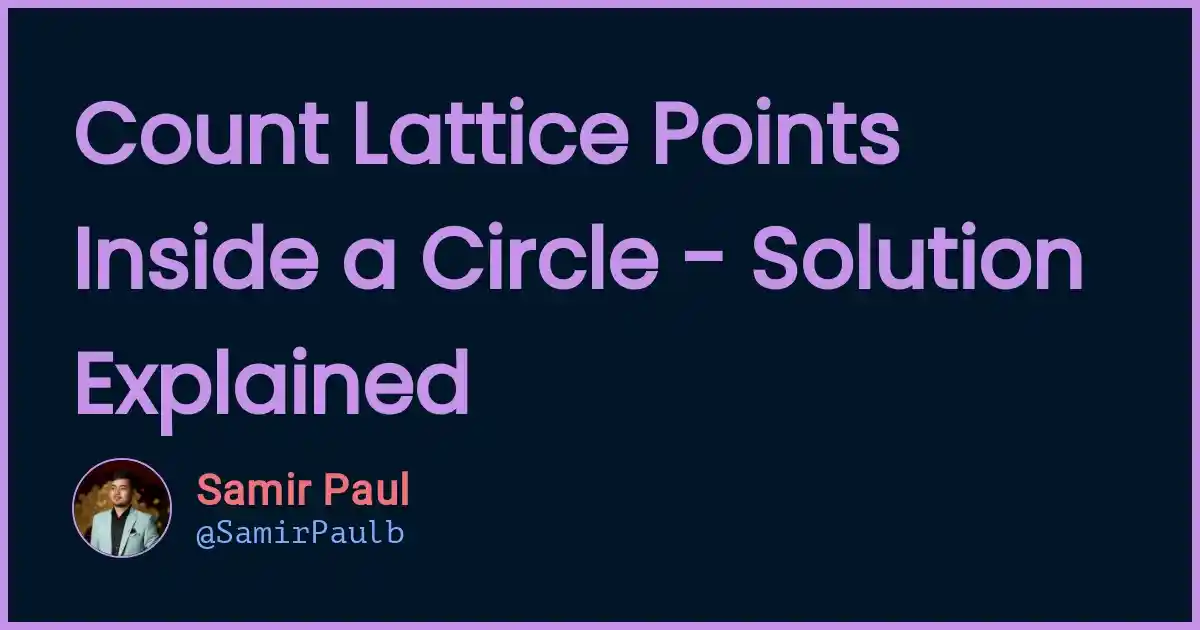 Count Lattice Points
Inside a Circle - Solution
Explained
Samir Paul
@SamirPaulb